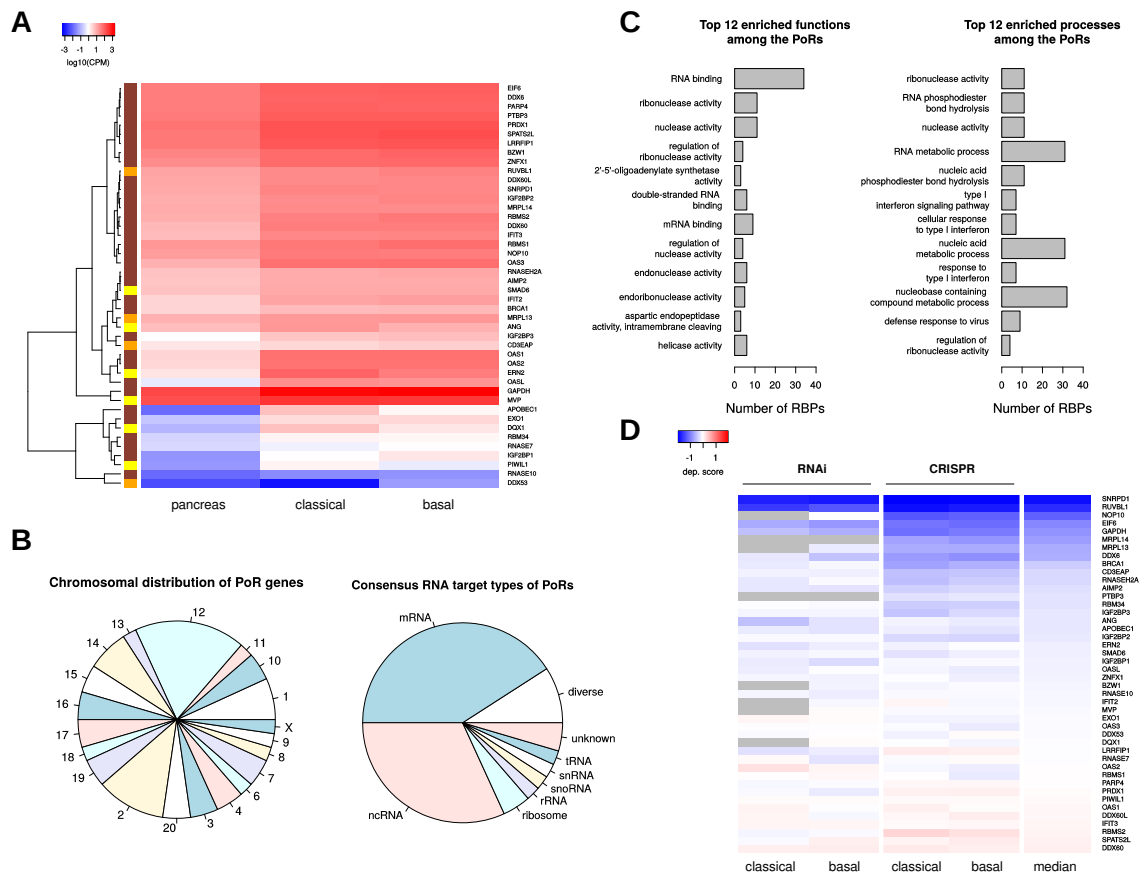 A
-3 -1 1 3
log10(CPM)
EIF6
DDX6
PARP4
PTBP3
PRDX1
SPATS2L
LRRFIP1
BZW1
ZNFX1
RUVBL1
DDX60L
SNRPD1
IGF2BP2
MRPL14
RBMS2
DDX60
IFIT3
RBMS1
NOP10
OAS3
RNASEH2A
AIMP2
SMAD6
IFIT2
BRCA1
MRPL13
ANG
IGF2BP3
CD3EAP
OAS1
OAS2
ERN2
OASL
GAPDH
MVP
APOBEC1
EXO1
DQX1
RBM34
RNASE7
IGF2BP1
PIWIL1
RNASE10
DDX53
pancreas classical basal
B
Chromosomal distribution of PoR genes
12
11
10
1
X
9
8
7
6
4
3
20
2
19
18
17
16
15
14
13
Consensus RNA target types of PoRs
mRNA
diverse
unknown
tRNA
snRNA
snoRNA
rRNA
ribosome
ncRNA
C
Top 12 enriched functions
among the PoRs
RNA binding
ribonuclease activity
nuclease activity
regulation of
ribonuclease activity
2'-5'-oligoadenylate synthetase
activity
double-stranded RNA
binding
mRNA binding
regulation of
nuclease activity
endonuclease activity
endoribonuclease activity
aspartic endopeptidase
activity, intramembrane cleaving
helicase activity
0 10 20 30 40
Number of RBPs
Top 12 enriched processes
among the PoRs
ribonuclease activity
RNA phosphodiester
bond hydrolysis
nuclease activity
RNA metabolic process
nucleic acid
phosphodiester bond hydrolysis
type I
interferon signaling pathway
cellular response
to type I interferon
nucleic acid
metabolic process
response to
type I interferon
nucleobase containing
compound metabolic process
defense response to virus
regulation of
ribonuclease activity
0 10 20 30 40
Number of RBPs
D
-1 1
dep. score
RNAi CRISPR
SNRPD1
RUVBL1
NOP10
EIF6
GAPDH
MRPL14
MRPL13
DDX6
BRCA1
CD3EAP
RNASEH2A
AIMP2
PTBP3
RBM34
IGF2BP3
ANG
APOBEC1
IGF2BP2
ERN2
SMAD6
IGF2BP1
OASL
ZNFX1
BZW1
RNASE10
IFIT2
MVP
EXO1
OAS3
DDX53
DQX1
LRRFIP1
RNASE7
OAS2
RBMS1
PARP4
PRDX1
PIWIL1
OAS1
DDX60L
IFIT3
RBMS2
SPATS2L
DDX60
classical basal classical basal median